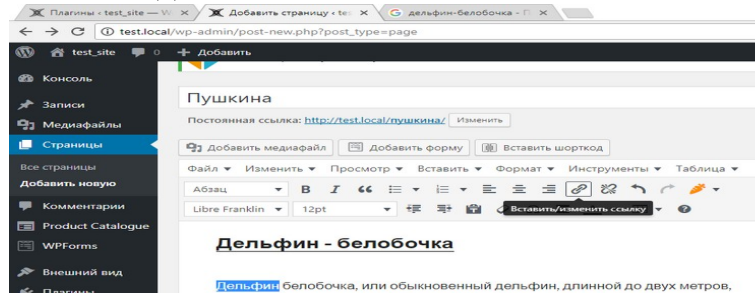 Плагины ‹ test_site — W
Добавить страницу ‹ tes
дельфин-белобочка - П
test.local/wp-admin/post-new.php?post_type=page
test_site 0 Добавить
Консоль
Записи
Медиафайлы
Страницы
Все страницы
Добавить новую
Комментарии
Product Catalogue
WPForms
Внешний вид
Плагины
Пушкина
Постоянная ссылка: http://test.local/пушкина/ Изменить
Добавить медиафайл Добавить форму Вставить шорткод
Файл Изменить Просмотр Вставить Формат Инструменты Таблица
Абзац B I
Libre Franklin 12pt Вставить/изменить ссылку
Дельфин - белобочка
Дельфин белобочка, или обыкновенный дельфин, длинной до двух метров,